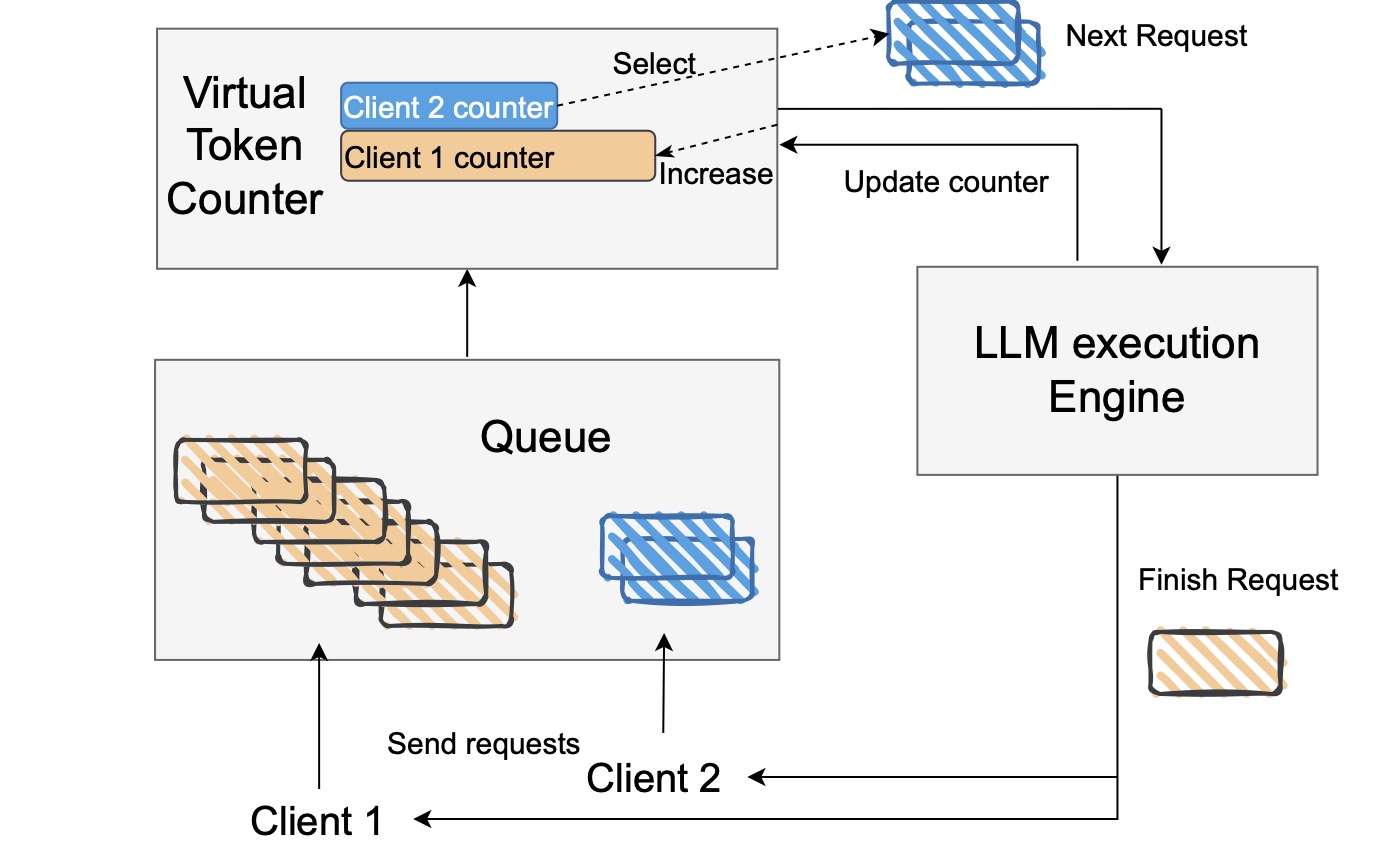 Next Request
Select
Virtual
Token
Counter
Client 2 counter
Client 1 counter
Increase
Update counter
LLM execution
Engine
Queue
Finish Request
Send requests
Client 2
Client 1